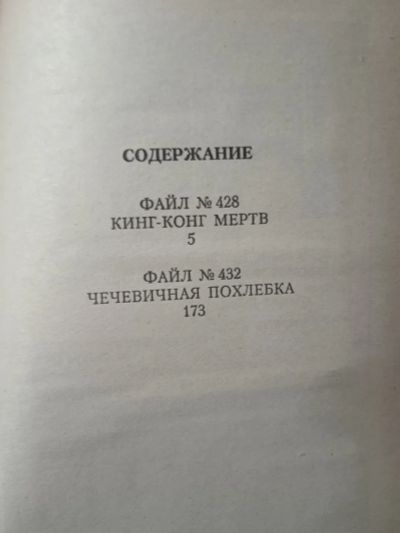 СОДЕРЖАНИЕ
ФАЙЛ № 428
КИНГ-КОНГ МЕРТВ
5
ФАЙЛ № 432
ЧЕЧЕВИЧНАЯ ПОХЛЕБКА
173